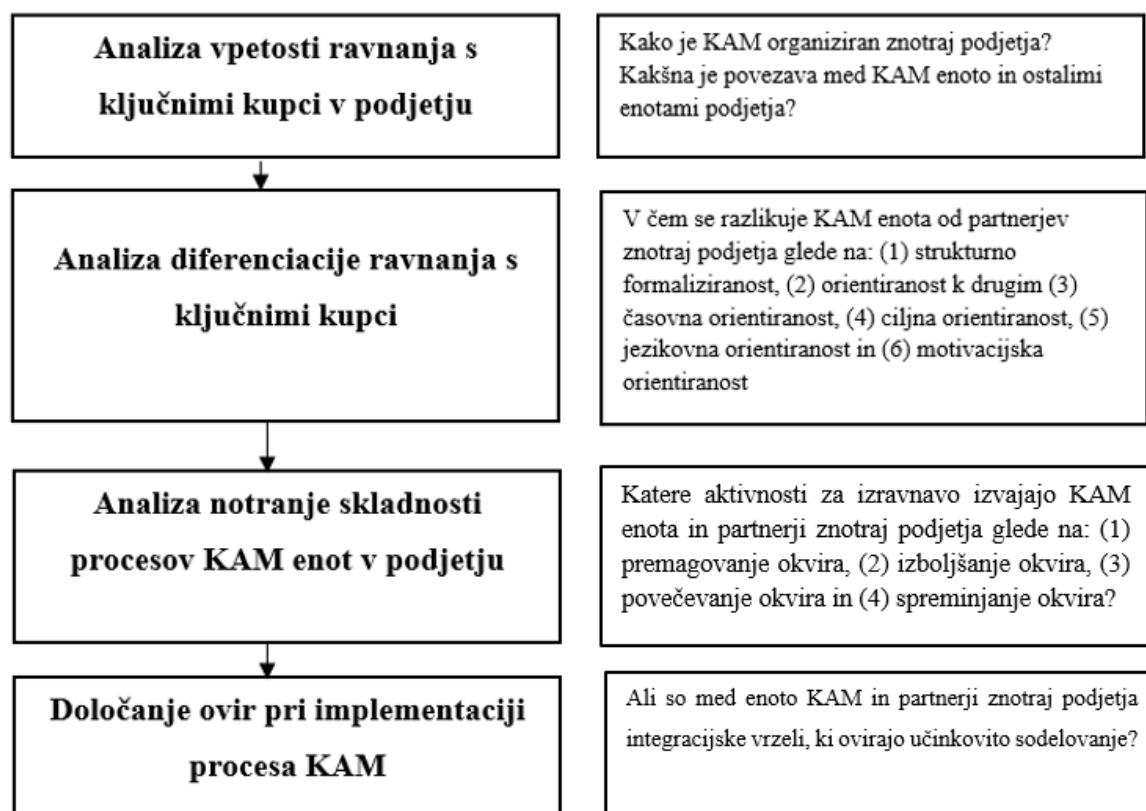 Analiza vpetosti ravnanja s
ključnimi kupci v podjetju
Kako je KAM organiziran znotraj podjetja?
Kakšna je povezava med KAM enoto in ostalimi
enotami podjetja?
Analiza diferenciacije ravnanja s
ključnimi kupci
V čem se razlikuje KAM enota od partnerjev
znotraj podjetja glede na: (1) strukturno
formaliziranost, (2) orientiranost k drugim (3)
časovna orientiranost, (4) ciljna orientiranost, (5)
jezikovna orientiranost in (6) motivacijska
orientiranost
Analiza notranje skladnosti
procesov KAM enot v podjetju
Katere aktivnosti za izravnavo izvajajo KAM
enota in partnerji znotraj podjetja glede na: (1)
premagovanje okvira, (2) izboljšanje okvira, (3)
povečevanje okvira in (4) spreminjanje okvira?
Določanje ovir pri implementaciji
procesa KAM
Ali so med enoto KAM in partnerji znotraj podjetja
integracijske vrzeli, ki ovirajo učinkovito sodelovanje?